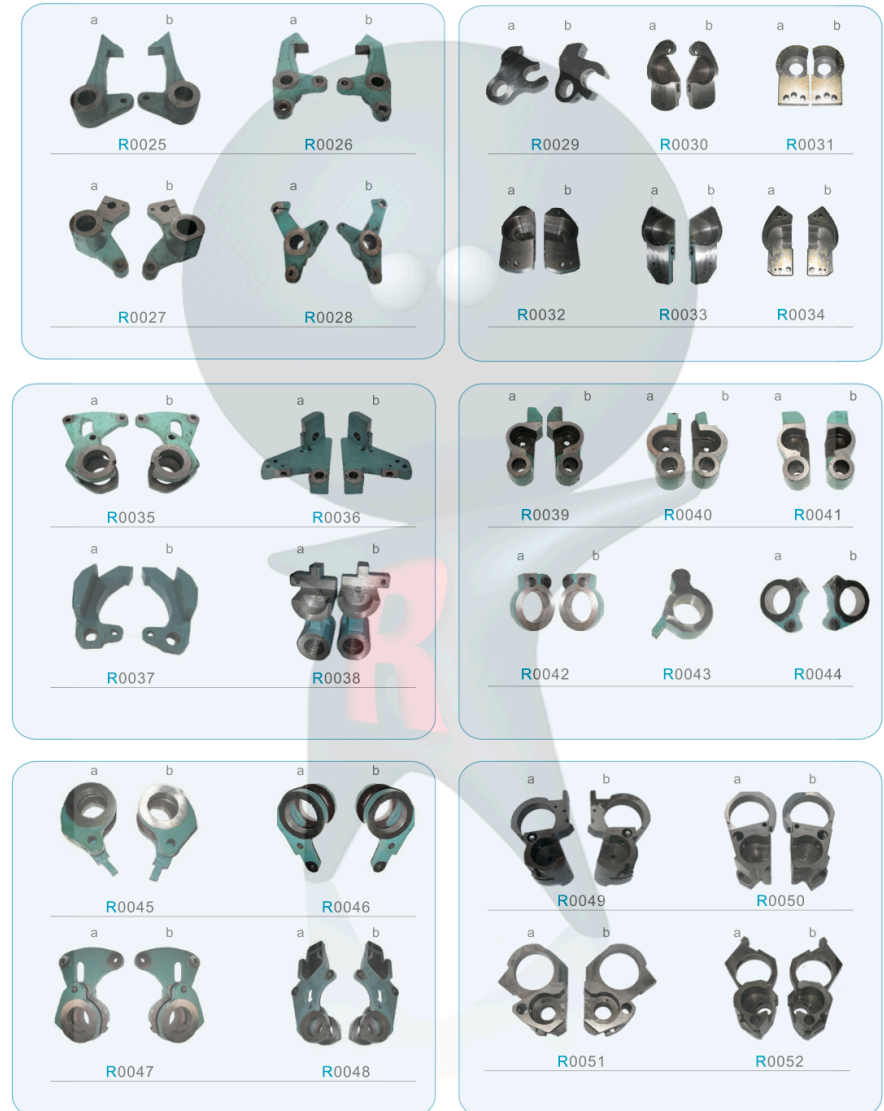 a b a b
R0025 R0026
a b a b
R0027 R0028
a b a b a b
R0029 R0030 R0031
a b a b a b
R0032 R0033 R0034
a b a b
R0035 R0036
a b a b
R0037 R0038
a b a b a b
R0039 R0040 R0041
a b a b
R0042 R0043 R0044
a b a b
R0045 R0046
a b a b
R0047 R0048
a b a b
R0049 R0050
a b a b
R0051 R0052
R